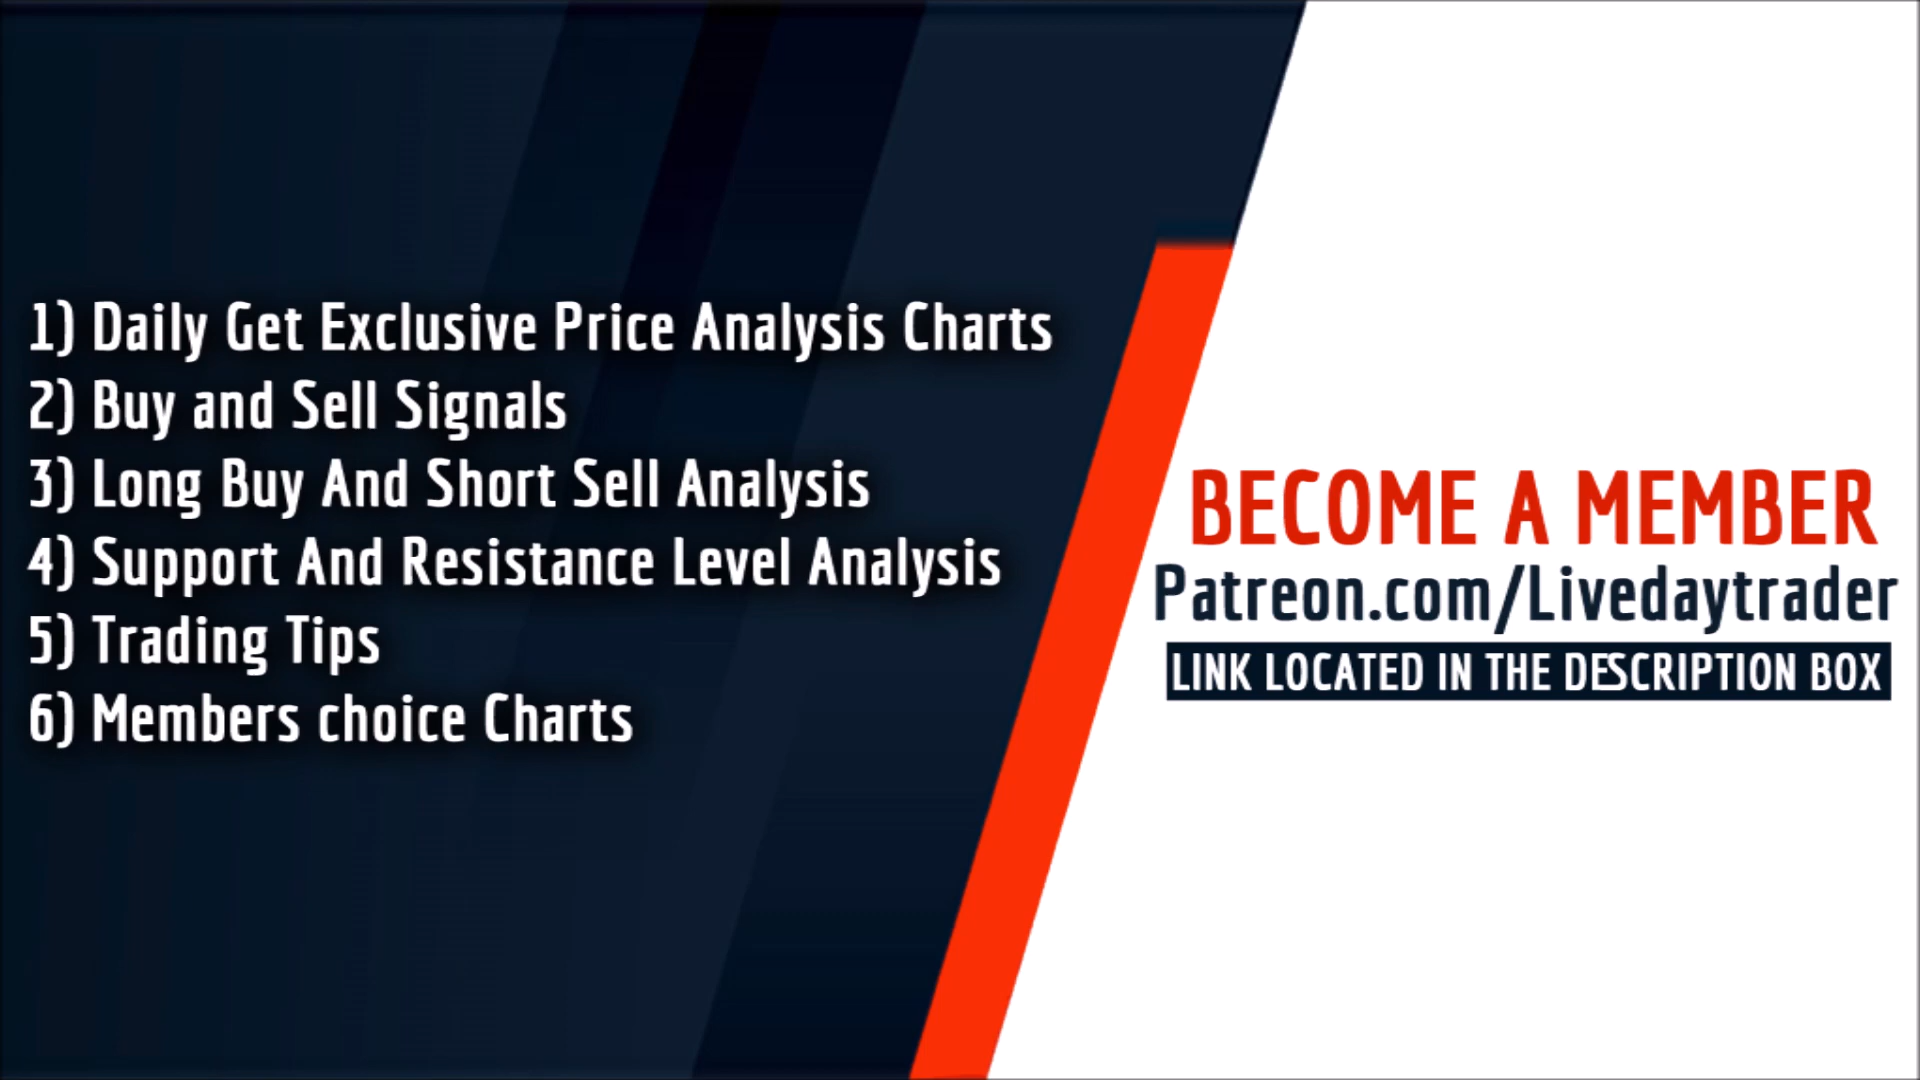 1) Daily Get Exclusive Price Analysis Charts
2) Buy and Sell Signals
3) Long Buy And Short Sell Analysis
4) Support And Resistance Level Analysis
5) Trading Tips
6) Members choice Charts
BECOME A MEMBER
Patreon.com/Livedaytrader
LINK LOCATED IN THE DESCRIPTION BOX